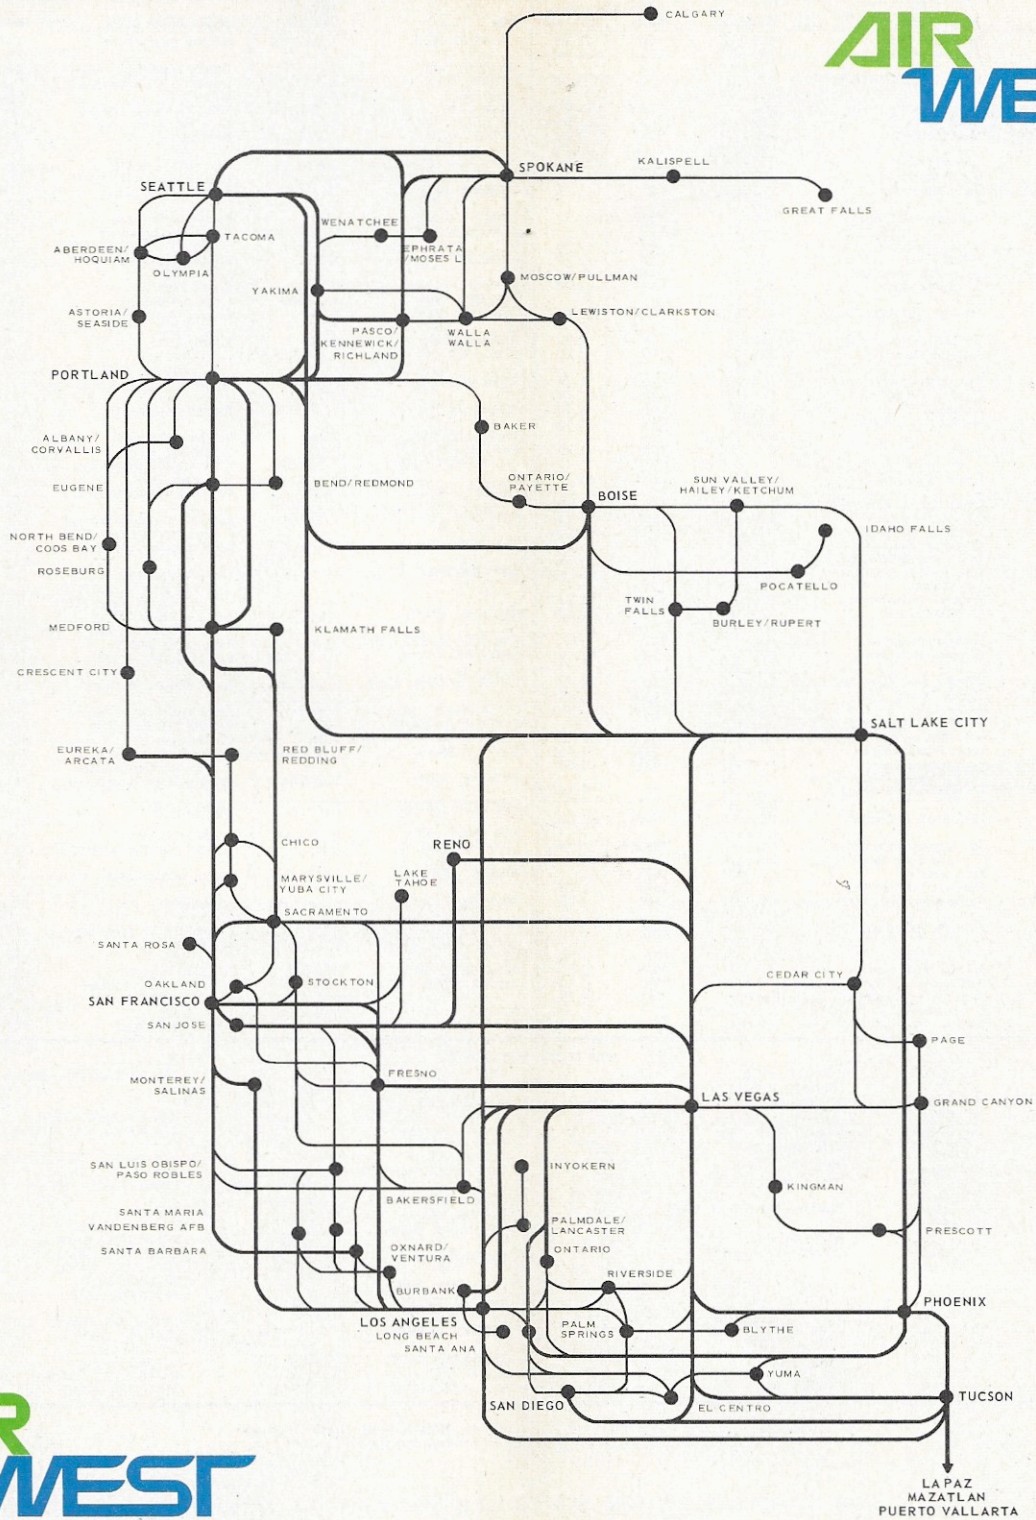 CALGARY
AIR
WE
SPOKANE
KALISPELL
SEATTLE
GREAT FALLS
WENATCHEE
TACOMA
EPHRATA
/MOSES L
ABERDEEN/
HOQUIAM
OLYMPIA
MOSCOW/PULLMAN
YAKIMA
ASTORIA/
SEASIDE
LEWISTON/CLARKSTON
PASCO/
KENNEWICK/
RICHLAND
WALLA
WALLA
PORTLAND
BAKER
ALBANY/
CORVALLIS
EUGENE
BEND/REDMOND
ONTARIO/
PAYETTE
BOISE
SUN VALLEY/
HAILEY/KETCHUM
IDAHO FALLS
NORTH BEND/
COOS BAY
ROSEBURG
POCATELLO
TWIN
FALLS
BURLEY/RUPERT
MEDFORD
KLAMATH FALLS
CRESCENT CITY
SALT LAKE CITY
EUREKA/
ARCATA
RED BLUFF/
REDDING
CHICO
RENO
MARYSVILLE/
YUBA CITY
LAKE
TAHOE
SACRAMENTO
SANTA ROSA
OAKLAND
STOCKTON
CEDAR CITY
SAN FRANCISCO
SAN JOSE
PAGE
MONTEREY/
SALINAS
FRESNO
LAS VEGAS
GRAND CANYON
SAN LUIS OBISPO/
PASO ROBLES
INYOKERN
KINGMAN
BAKERSFIELD
SANTA MARIA
VANDENBERG AFB
PALMDALE/
LANCASTER
PRESCOTT
SANTA BARBARA
OXNARD/
VENTURA
ONTARIO
RIVERSIDE
BURBANK
PHOENIX
LOS ANGELES
LONG BEACH
SANTA ANA
PALM
SPRINGS
BLYTHE
YUMA
SAN DIEGO
EL CENTRO
TUCSON
R
WEST
LA PAZ
MAZATLAN
PUERTO VALLARTA